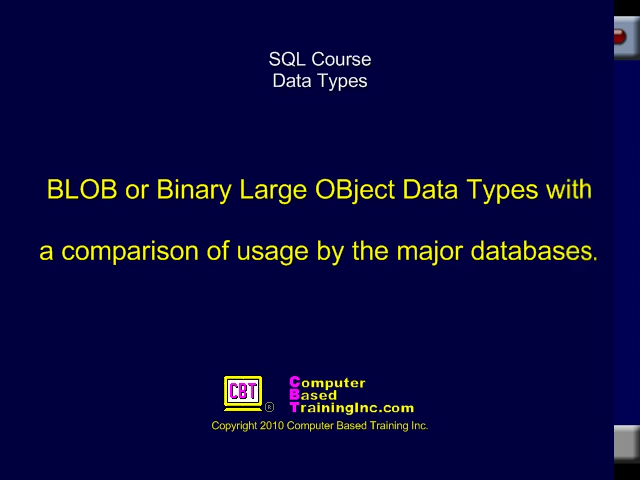 SQL Course
Data Types
BLOB or Binary Large OBject Data Types with
a comparison of usage by the major databases.
CBT ®
Computer
Based
TrainingInc.com
Copyright 2010 Computer Based Training Inc.